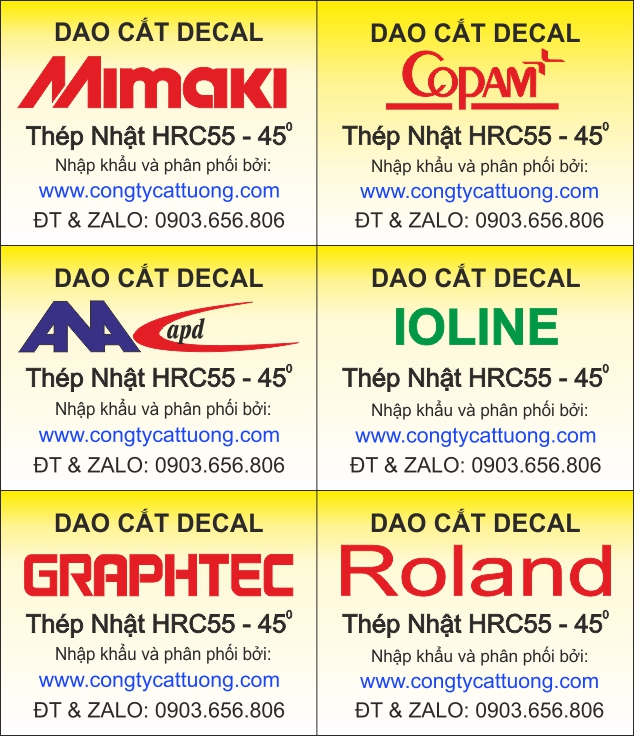 DAO CẮT DECAL
Mimaki
Thép Nhật HRC55 - 45⁰
Nhập khẩu và phân phối bởi:
www.congtycattuong.com
ĐT & ZALO: 0903.656.806
DAO CẮT DECAL
COPAM
Thép Nhật HRC55 - 45⁰
Nhập khẩu và phân phối bởi:
www.congtycattuong.com
ĐT & ZALO: 0903.656.806
DAO CẮT DECAL
ANA apd
Thép Nhật HRC55 - 45⁰
Nhập khẩu và phân phối bởi:
www.congtycattuong.com
ĐT & ZALO: 0903.656.806
DAO CẮT DECAL
IOLINE
Thép Nhật HRC55 - 45⁰
Nhập khẩu và phân phối bởi:
www.congtycattuong.com
ĐT & ZALO: 0903.656.806
DAO CẮT DECAL
GRAPHTEC
Thép Nhật HRC55 - 45⁰
Nhập khẩu và phân phối bởi:
www.congtycattuong.com
ĐT & ZALO: 0903.656.806
DAO CẮT DECAL
Roland
Thép Nhật HRC55 - 45⁰
Nhập khẩu và phân phối bởi:
www.congtycattuong.com
ĐT & ZALO: 0903.656.806